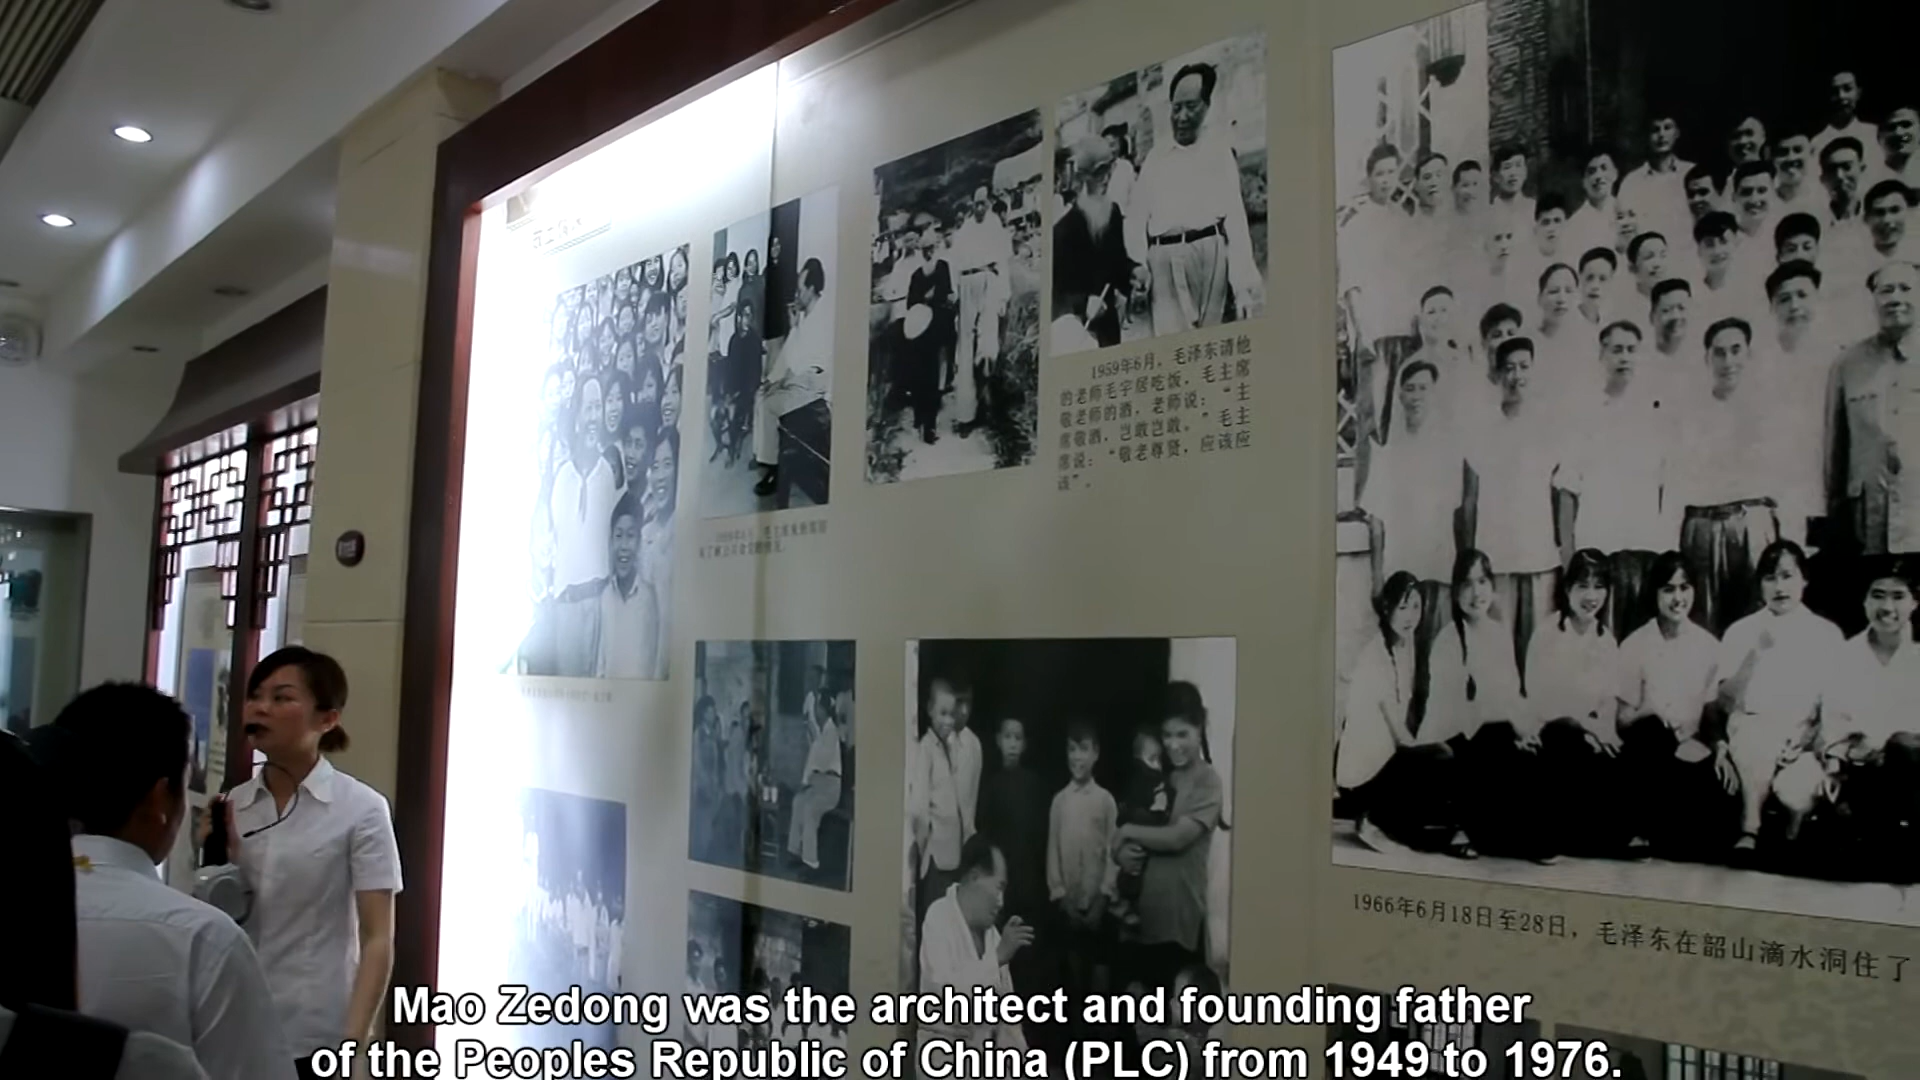 1959年6月，毛泽东请他
的老师毛宇居吃饭，毛主席
敬老师的酒，老师说：“主
席敬酒，岂敢岂敢。”毛主
席说：“敬老尊贤，应该应
该”。
1966年6月18日至28日，毛泽东在韶山滴水洞住了
Mao Zedong was the architect and founding father
of the Peoples Republic of China (PLC) from 1949 to 1976.